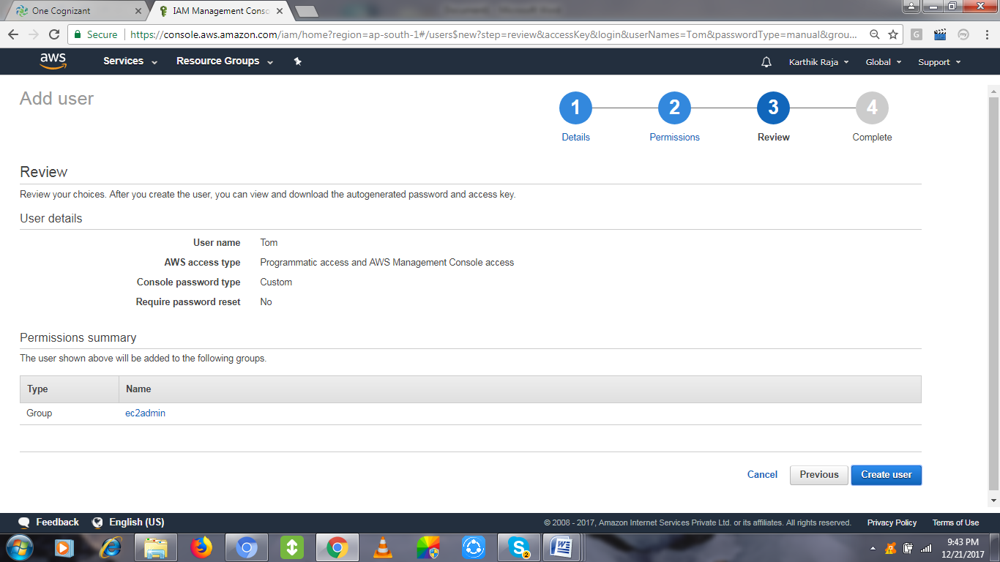 One Cognizant
IAM Management Conso
Secure
https://console.aws.amazon.com/iam/home?region=ap-south-1#/users$new?step=review&accessKey&login&userNames=Tom&passwordType=manual&grou...
G
my
aws
Services
Resource Groups
Karthik Raja
Global
Support
Add user
1
2
3
4
Details
Permissions
Review
Complete
Review
Review your choices. After you create the user, you can view and download the autogenerated password and access key.
User details
User name Tom
AWS access type Programmatic access and AWS Management Console access
Console password type Custom
Require password reset No
Permissions summary
The user shown above will be added to the following groups.
Type Name
Group ec2admin
Cancel
Previous
Create user
Feedback
English (US)
© 2008 - 2017, Amazon Internet Services Private Ltd. or its affiliates. All rights reserved.
Privacy Policy
Terms of Use
S
2
W
9:43 PM
12/21/2017